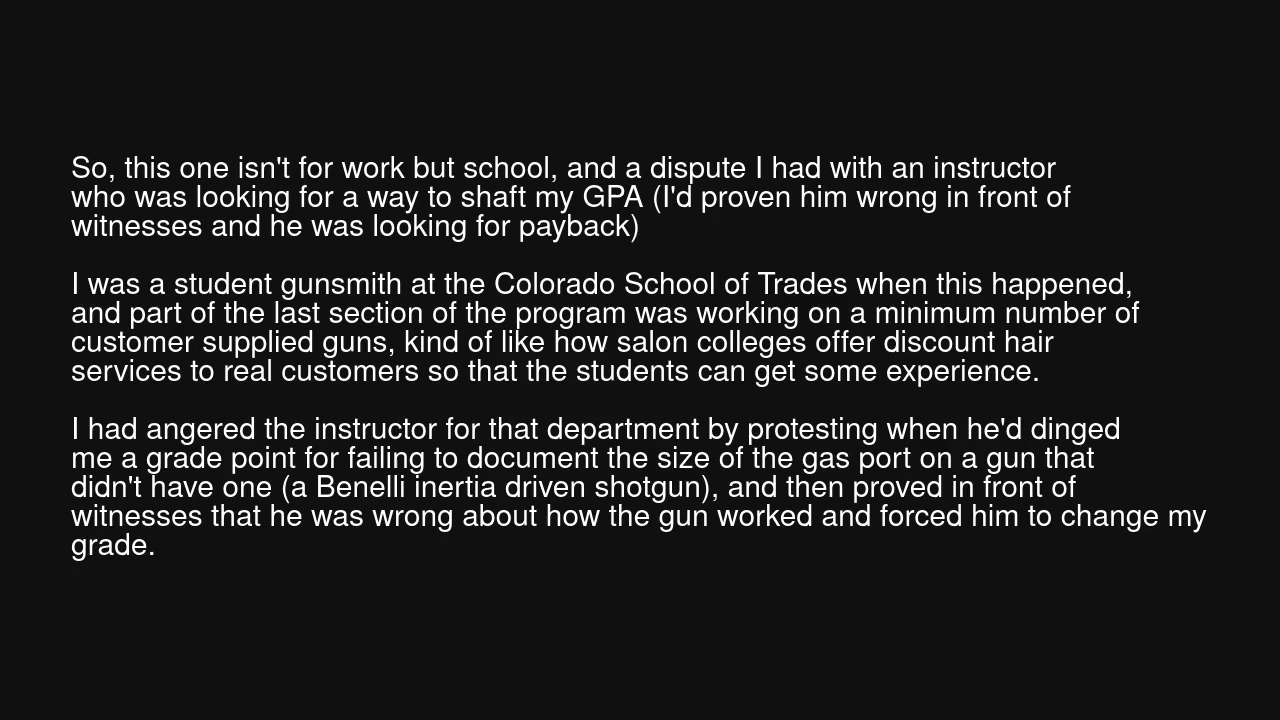 So, this one isn't for work but school, and a dispute I had with an instructor
who was looking for a way to shaft my GPA (I'd proven him wrong in front of
witnesses and he was looking for payback)
I was a student gunsmith at the Colorado School of Trades when this happened,
and part of the last section of the program was working on a minimum number of
customer supplied guns, kind of like how salon colleges offer discount hair
services to real customers so that the students can get some experience.
I had angered the instructor for that department by protesting when he'd dinged
me a grade point for failing to document the size of the gas port on a gun that
didn't have one (a Benelli inertia driven shotgun), and then proved in front of
witnesses that he was wrong about how the gun worked and forced him to change my
grade.